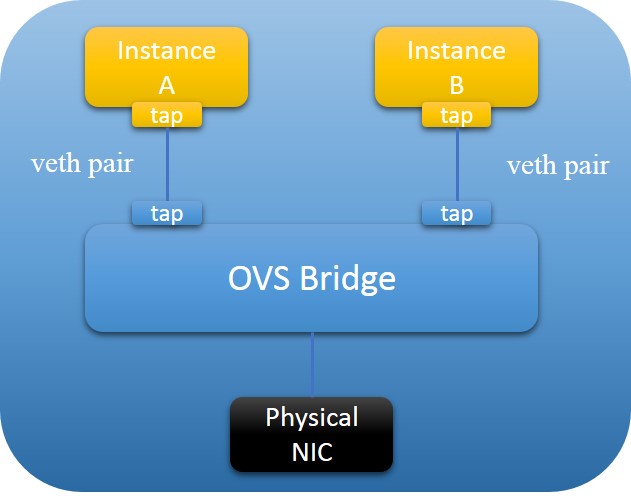 Instance
A
Instance
B
tap
tap
veth pair
veth pair
tap
tap
OVS Bridge
Physical
NIC